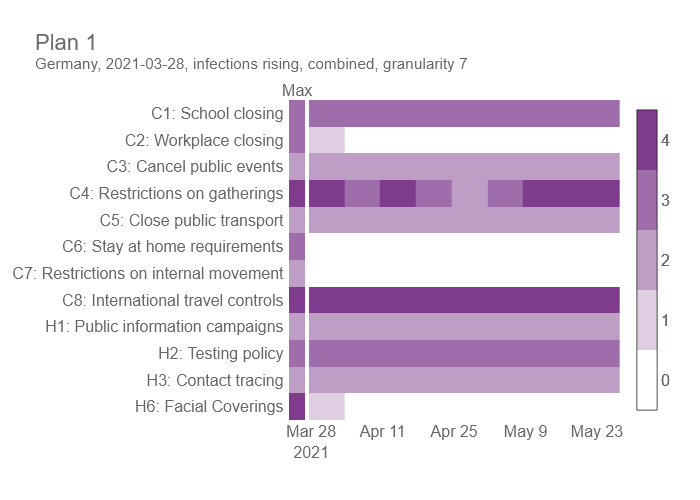 Plan 1
Germany, 2021-03-28, infections rising, combined, granularity 7
Max
C1: School closing
C2: Workplace closing
C3: Cancel public events
C4: Restrictions on gatherings
C5: Close public transport
C6: Stay at home requirements
C7: Restrictions on internal movement
C8: International travel controls
H1: Public information campaigns
H2: Testing policy
H3: Contact tracing
H6: Facial Coverings
Mar 28 Apr 11 Apr 25 May 9 May 23
2021
4
3
2
1
0